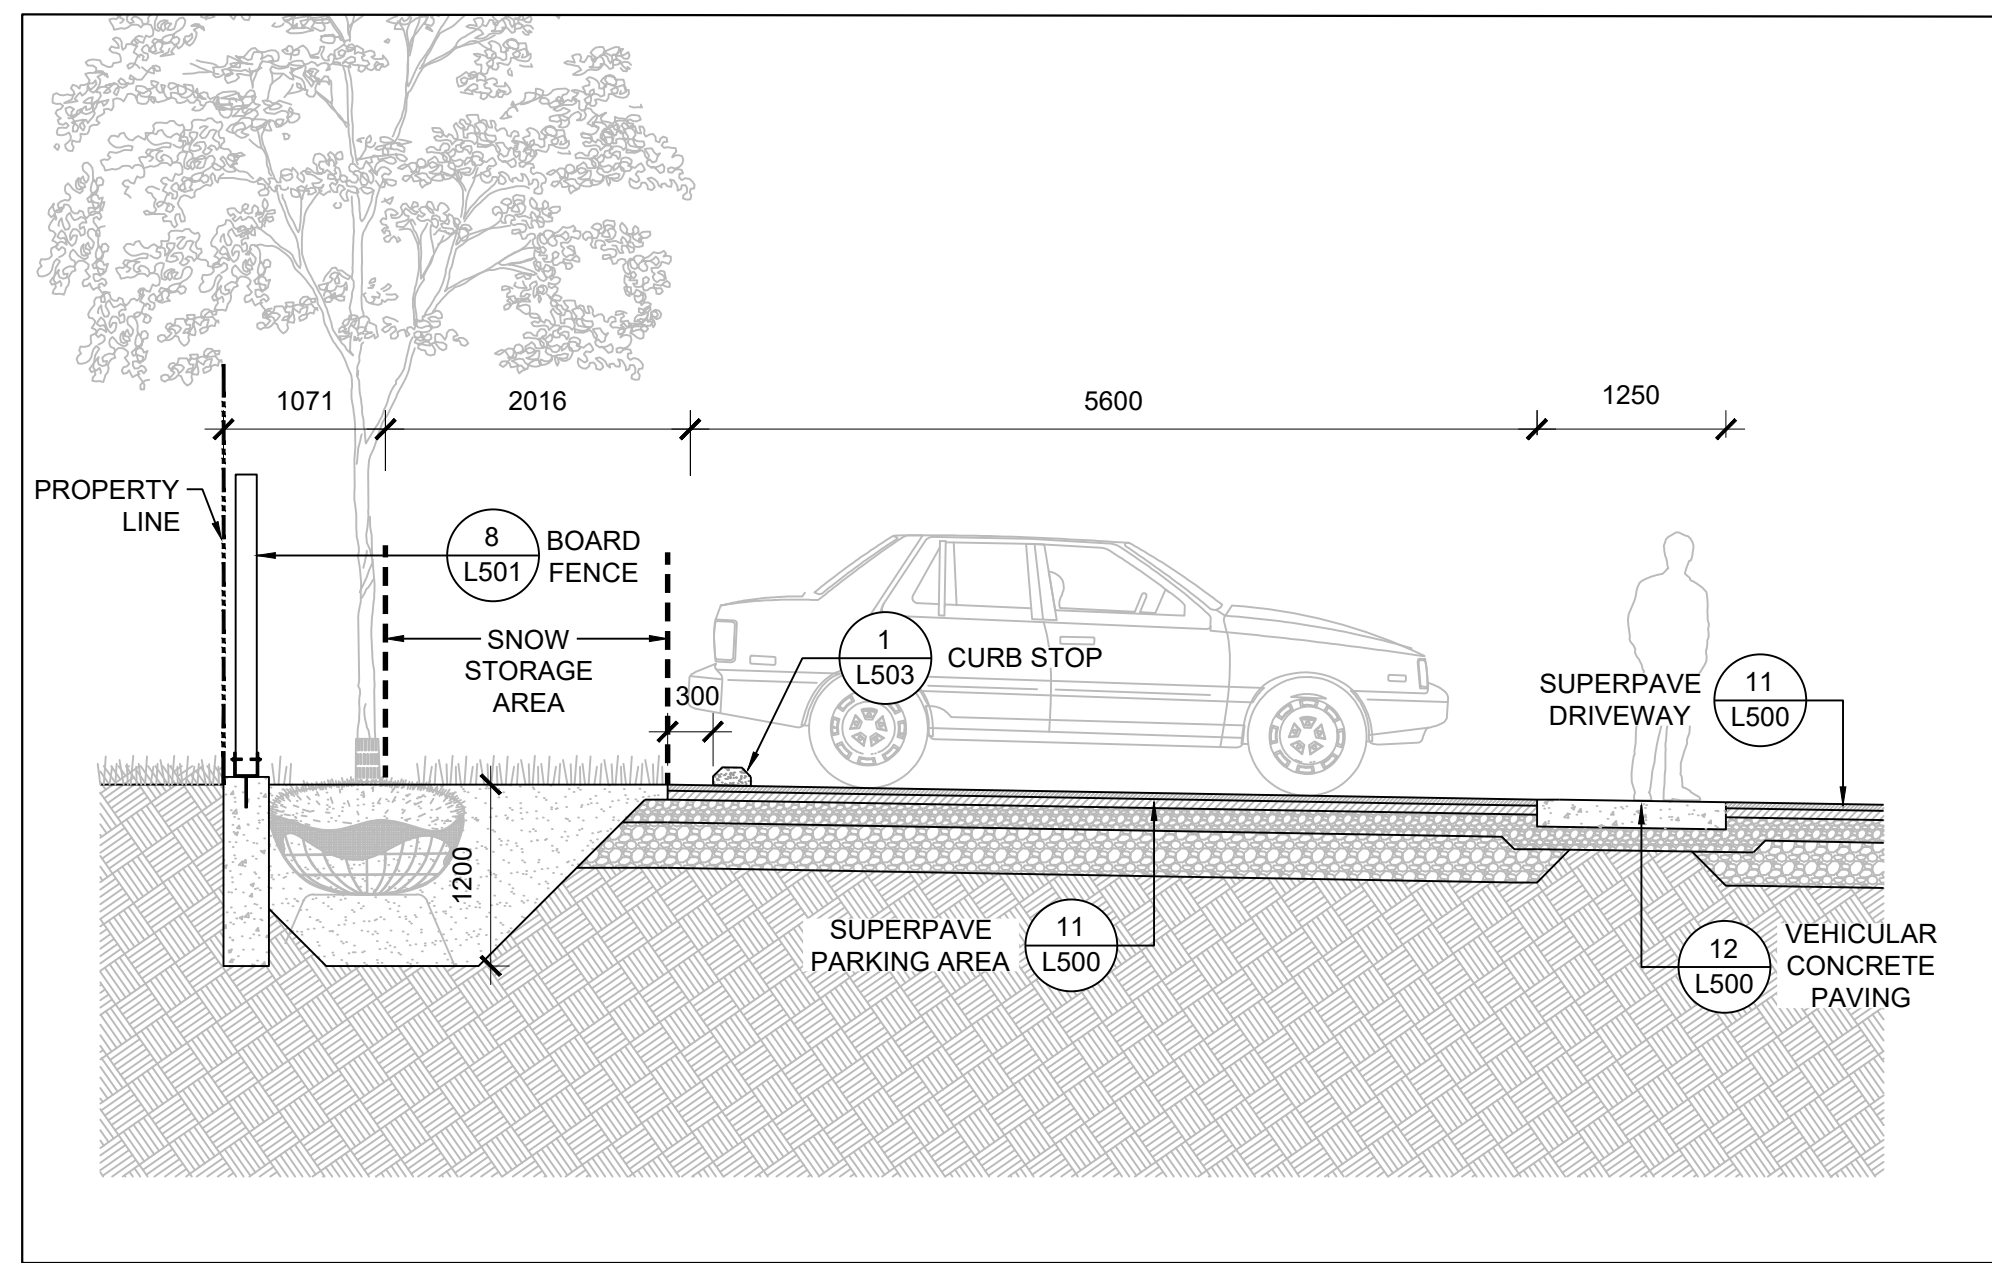 1071
2016
5600
1250
PROPERTY
LINE
8
L501
BOARD
FENCE
SNOW
STORAGE
AREA
300
1
L503
CURB STOP
SUPERPAVE
DRIVEWAY
11
L500
1200
SUPERPAVE
PARKING AREA
11
L500
12
L500
VEHICULAR
CONCRETE
PAVING